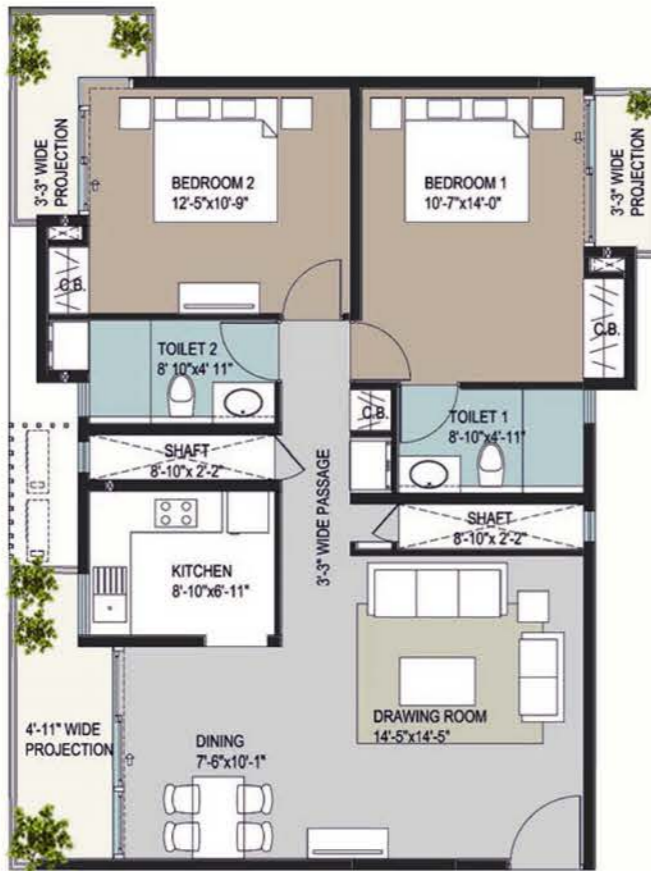 3'-3" WIDE
PROJECTION
BEDROOM 2
12'-5"x10'-9"
BEDROOM 1
10'-7"x14'-0"
3'-3" WIDE
PROJECTION
C.B.
C.B.
TOILET 2
8' 10"x4' 11"
C.B.
TOILET 1
8'-10"x4'-11"
SHAFT
8'-10"x 2'-2"
3'-3" WIDE PASSAGE
SHAFT
8'-10"x 2'-2"
KITCHEN
8'-10"x6'-11"
4'-11" WIDE
PROJECTION
DRAWING ROOM
14'-5"x14'-5"
DINING
7'-6"x10'-1"